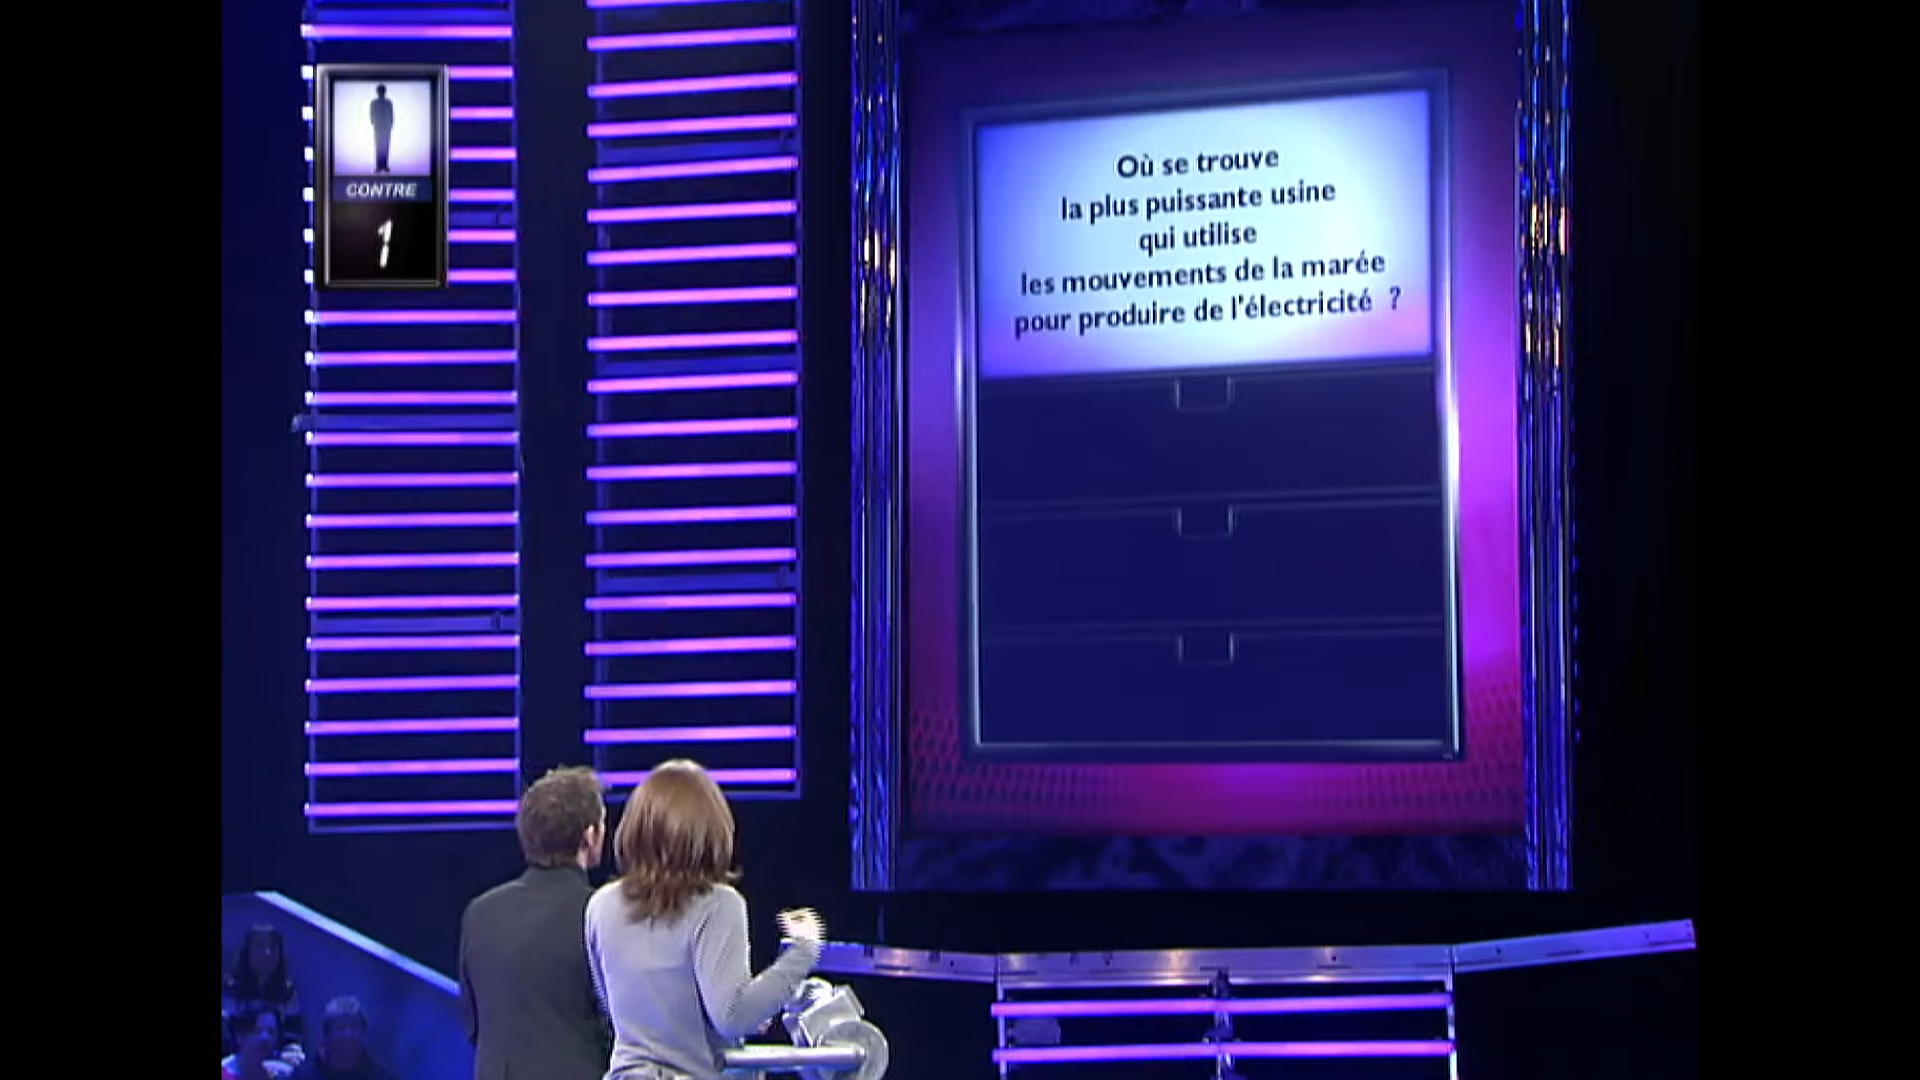 CONTRE
1
Où se trouve
la plus puissante usine
qui utilise
les mouvements de la marée
pour produire de l'électricité ?